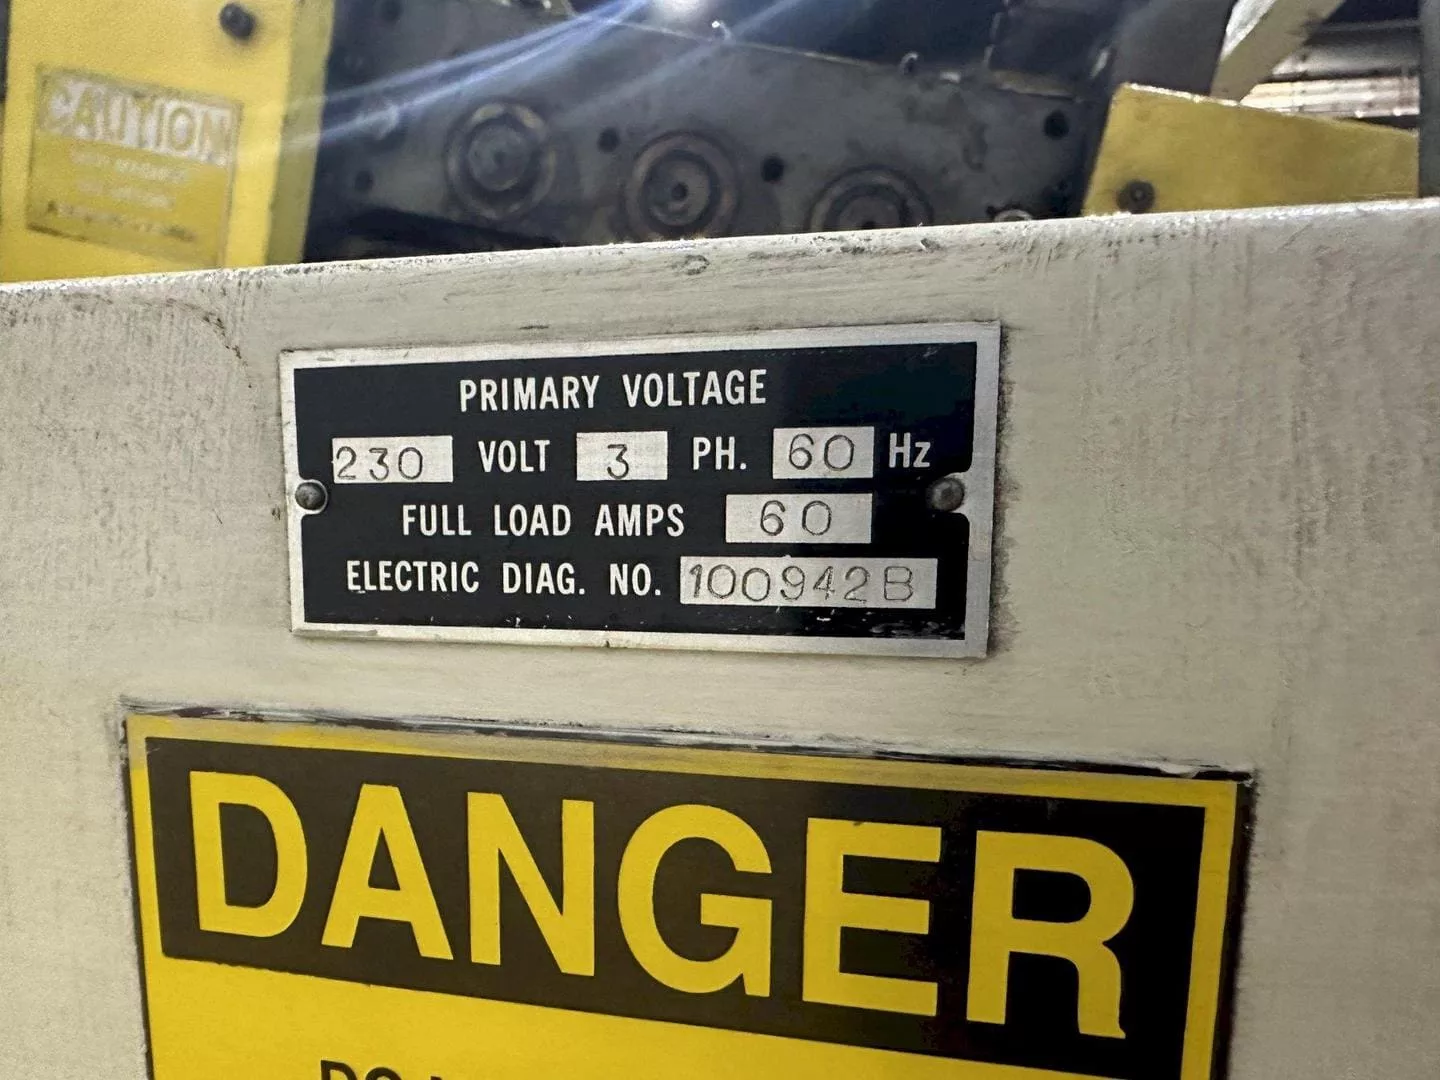 CAUTION
PRIMARY VOLTAGE
230 VOLT 3 PH. 60 Hz
FULL LOAD AMPS 60
ELECTRIC DIAG. NO. 100942B
DANGER